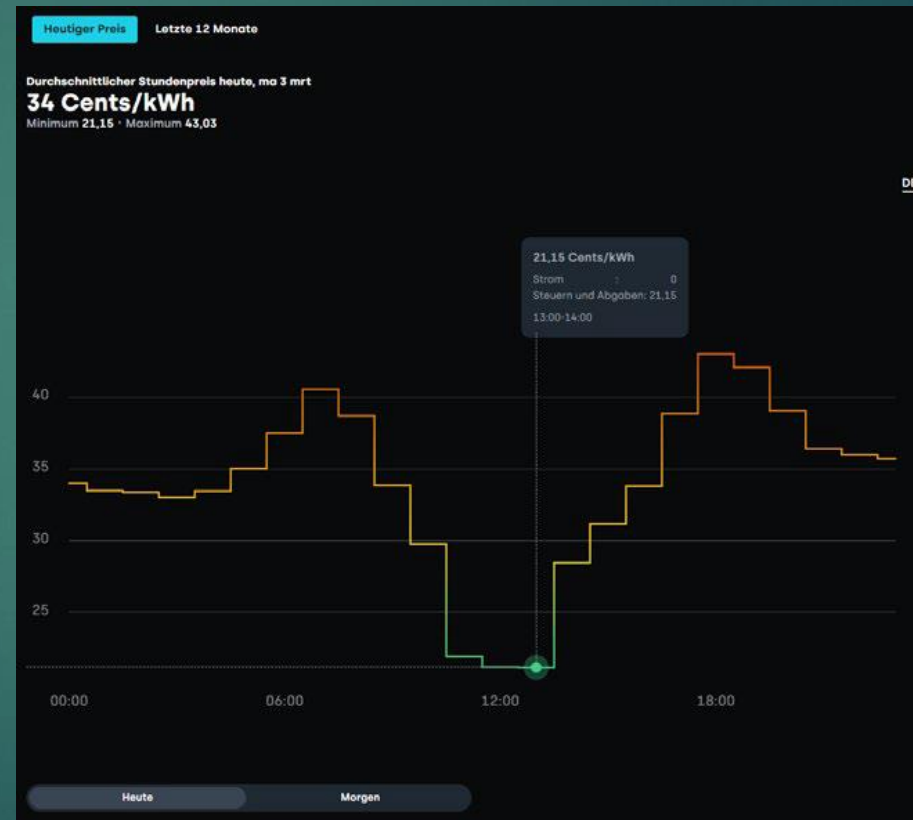 Heutiger Preis Letzte 12 Monate
Durchschnittlicher Stundenpreis heute, ma 3 mrt
34 Cents/kWh
Minimum 21,15 · Maximum 43,03
DE
21,15 Cents/kWh
Strom : 0
Steuern und Abgaben: 21,15
13:00-14:00
40
35
30
25
00:00 06:00 12:00 18:00
Heute Morgen